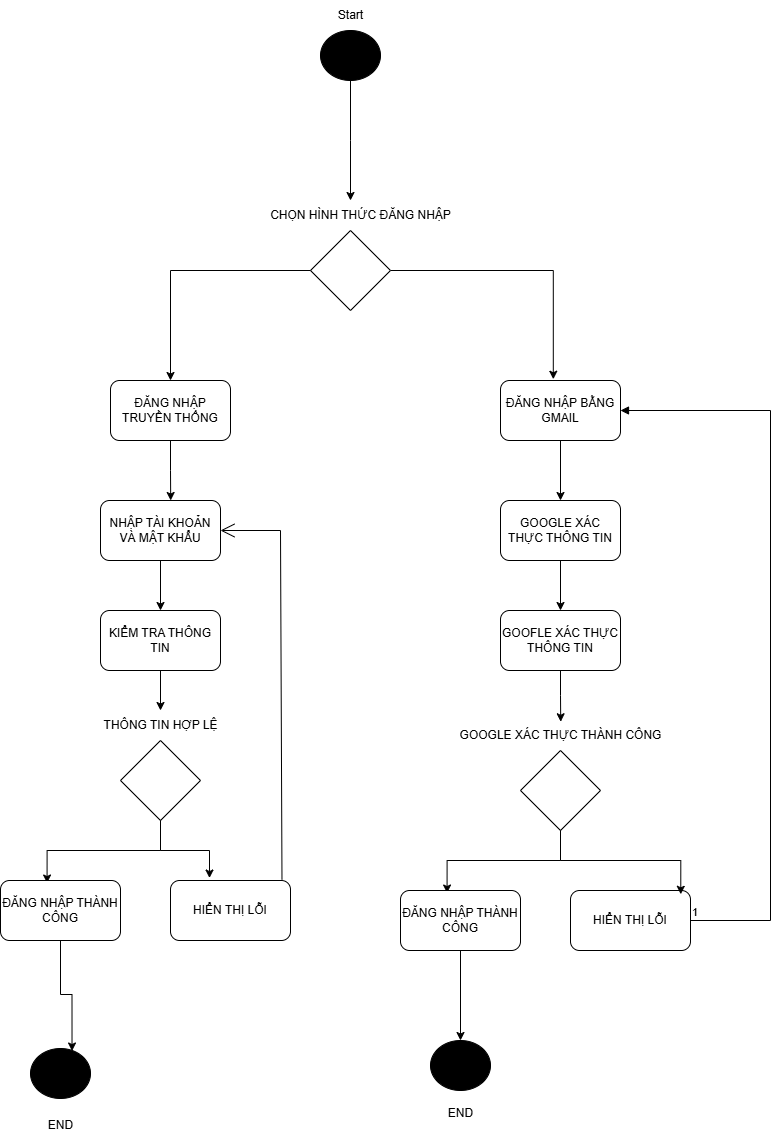 Start
CHỌN HÌNH THỨC ĐĂNG NHẬP
ĐĂNG NHẬP
TRUYỀN THỐNG
NHẬP TÀI KHOẢN
VÀ MẬT KHẨU
KIỂM TRA THÔNG
TIN
THÔNG TIN HỢP LỆ
ĐĂNG NHẬP THÀNH
CÔNG
HIỂN THỊ LỖI
END
ĐĂNG NHẬP BẰNG
GMAIL
GOOGLE XÁC
THỰC THÔNG TIN
GOOFLE XÁC THỰC
THÔNG TIN
GOOGLE XÁC THỰC THÀNH CÔNG
ĐĂNG NHẬP THÀNH
CÔNG
HIỂN THỊ LỖI
1
END